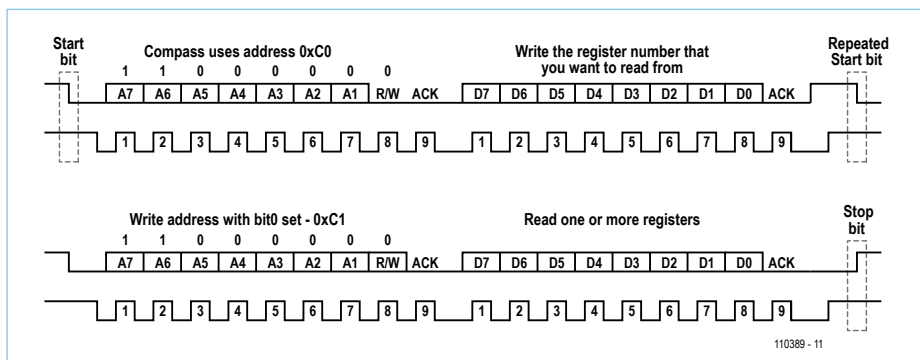 Start
bit
Compass uses address 0xC0
Write the register number that
you want to read from
Repeated
Start bit
1 1 0 0 0 0 0 0
A7 A6 A5 A4 A3 A2 A1 R/W ACK D7 D6 D5 D4 D3 D2 D1 D0 ACK
1 2 3 4 5 6 7 8 9 1 2 3 4 5 6 7 8 9
Write address with bit0 set - 0xC1
Read one or more registers
Stop
bit
1 1 0 0 0 0 0 0
A7 A6 A5 A4 A3 A2 A1 R/W ACK D7 D6 D5 D4 D3 D2 D1 D0 ACK
1 2 3 4 5 6 7 8 9 1 2 3 4 5 6 7 8 9
110389 - 11